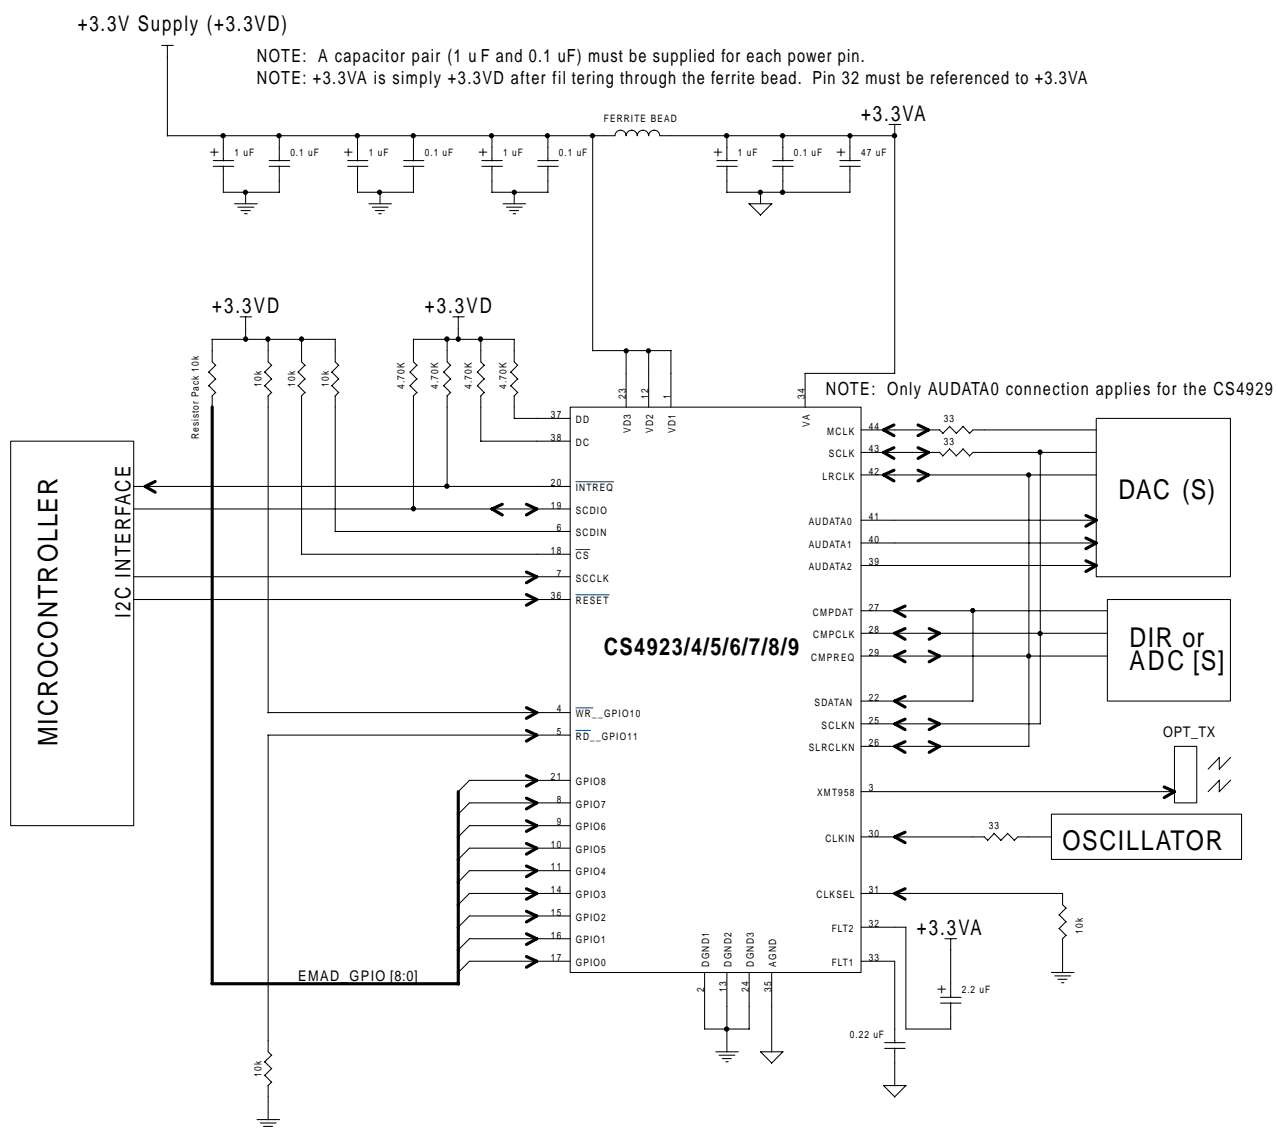 +3.3V Supply (+3.3VD)
NOTE: A capacitor pair (1 uF and 0.1 uF) must be supplied for each power pin.
NOTE: +3.3VA is simply +3.3VD after fil tering through the ferrite bead. Pin 32 must be referenced to +3.3VA
FERRITE BEAD
+3.3VA
+ 1 uF
0.1 uF
+ 1 uF
0.1 uF
+ 1 uF
0.1 uF
+ 1 uF
0.1 uF
+ 47 uF
+3.3VD
+3.3VD
Resistor Pack 10k
10k
10k
10k
4.70K
4.70K
4.70K
4.70K
23
12
1
34
VD3
VD2
VD1
VA
NOTE: Only AUDATA0 connection applies for the CS4929
MICROCONTROLLER
I2C INTERFACE
37 DD
38 DC
20 INTREQ
19 SCDIO
6 SCDIN
18 CS
7 SCCLK
36 RESET
4 WR__GPIO10
5 RD__GPIO11
21 GPIO8
8 GPIO7
9 GPIO6
10 GPIO5
11 GPIO4
14 GPIO3
15 GPIO2
16 GPIO1
17 GPIO0
EMAD_GPIO [8:0]
10k
CS4923/4/5/6/7/8/9
MCLK 44 33
SCLK 43 33
LRCLK 42
AUDATA0 41
AUDATA1 40
AUDATA2 39
DAC (S)
CMPDAT 27
CMPCLK 28
CMPREQ 29
DIR or
ADC [S]
SDATAN 22
SCLKN 25
SLRCLKN 26
OPT_TX
XMT958 3
CLKIN 30 33
OSCILLATOR
CLKSEL 31
10k
FLT2 32
+3.3VA
FLT1 33
+ 2.2 uF
0.22 uF
DGND1
DGND2
DGND3
AGND
2
13
24
35